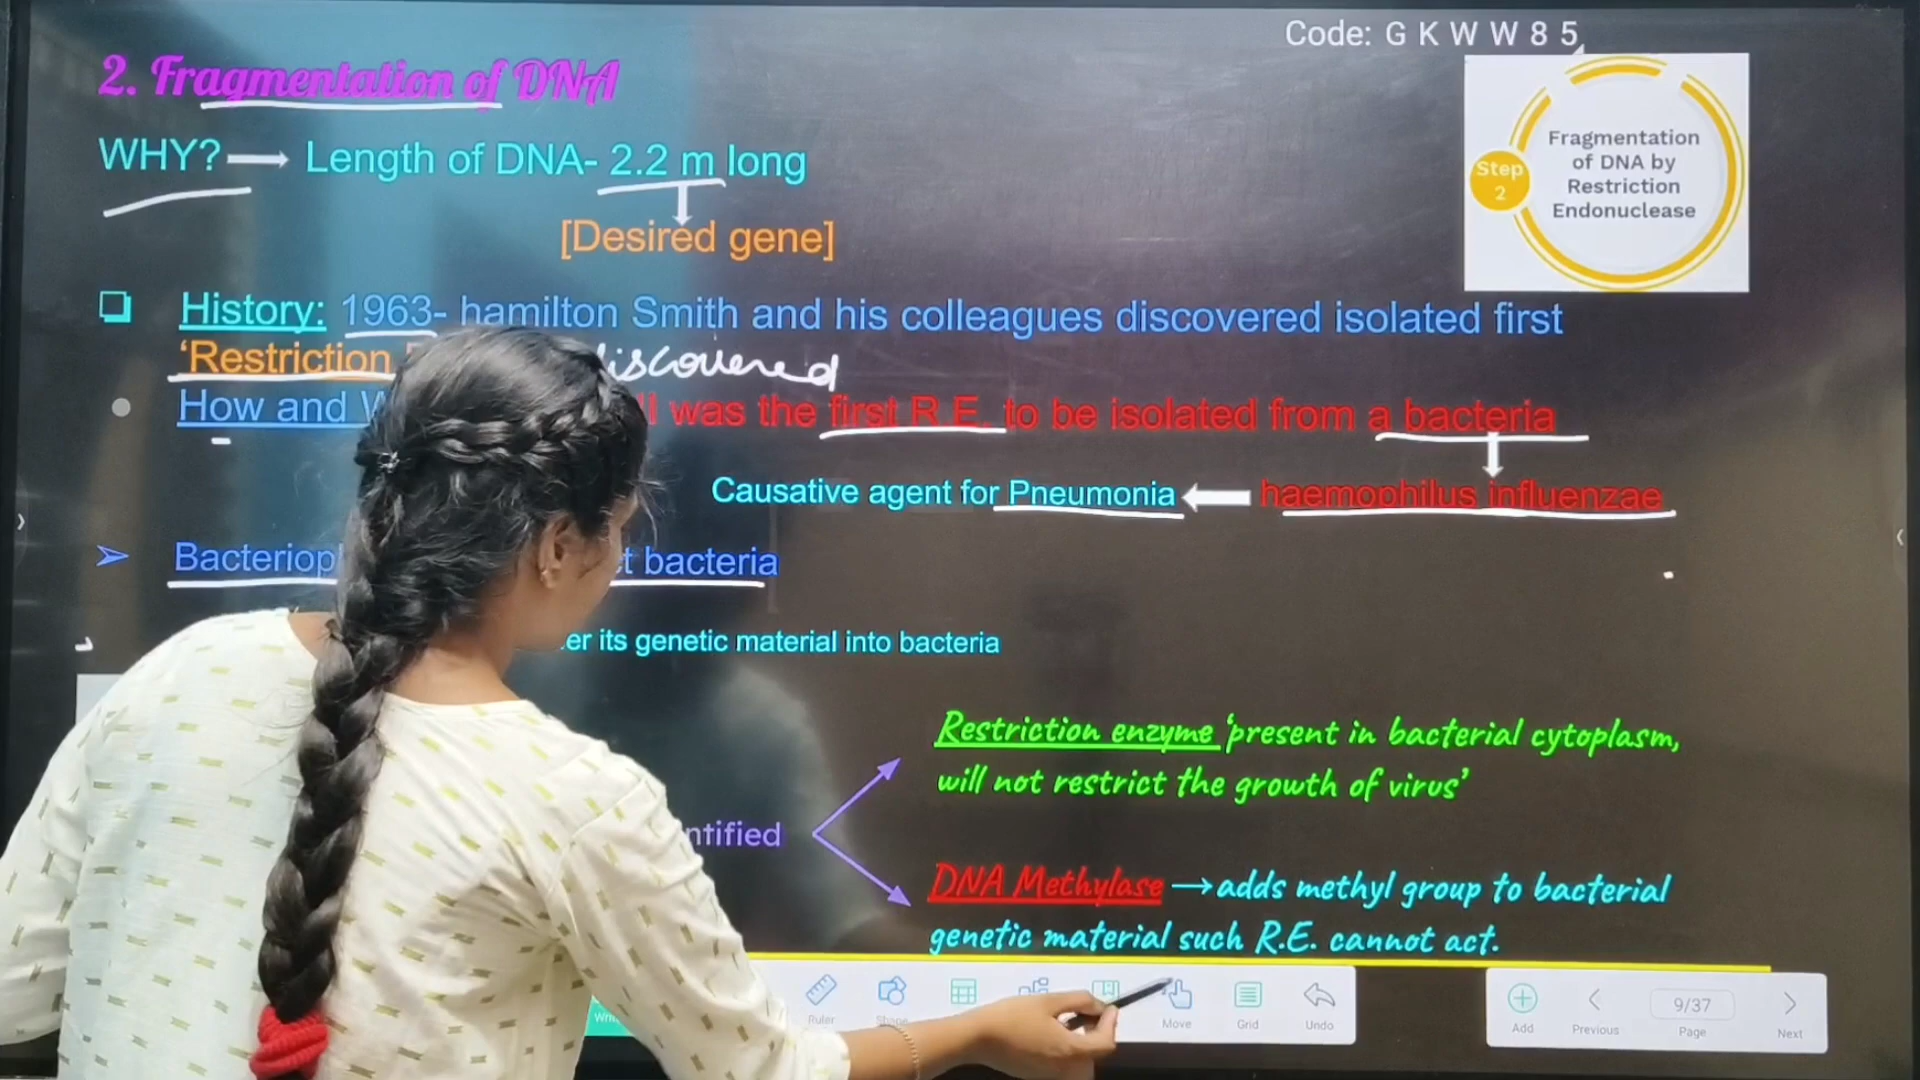 Code: G K W W 8 5
2. Fragmentation of DNA
WHY? → Length of DNA- 2.2 m long
[Desired gene]
Step 2
Fragmentation
of DNA by
Restriction
Endonuclease
History: 1963- hamilton Smith and his colleagues discovered isolated first
‘Restriction
How and
was the first R.E. to be isolated from a bacteria
Causative agent for Pneumonia ← haemophilus influenzae
bacteria
its genetic material into bacteria
Restriction enzyme ‘present in bacterial cytoplasm,
will not restrict the growth of virus’
DNA Methylase → adds methyl group to bacterial
genetic material such R.E. cannot act.
Ruler
Move
Grid
Undo
Add
Previous
9/37
Page
Next